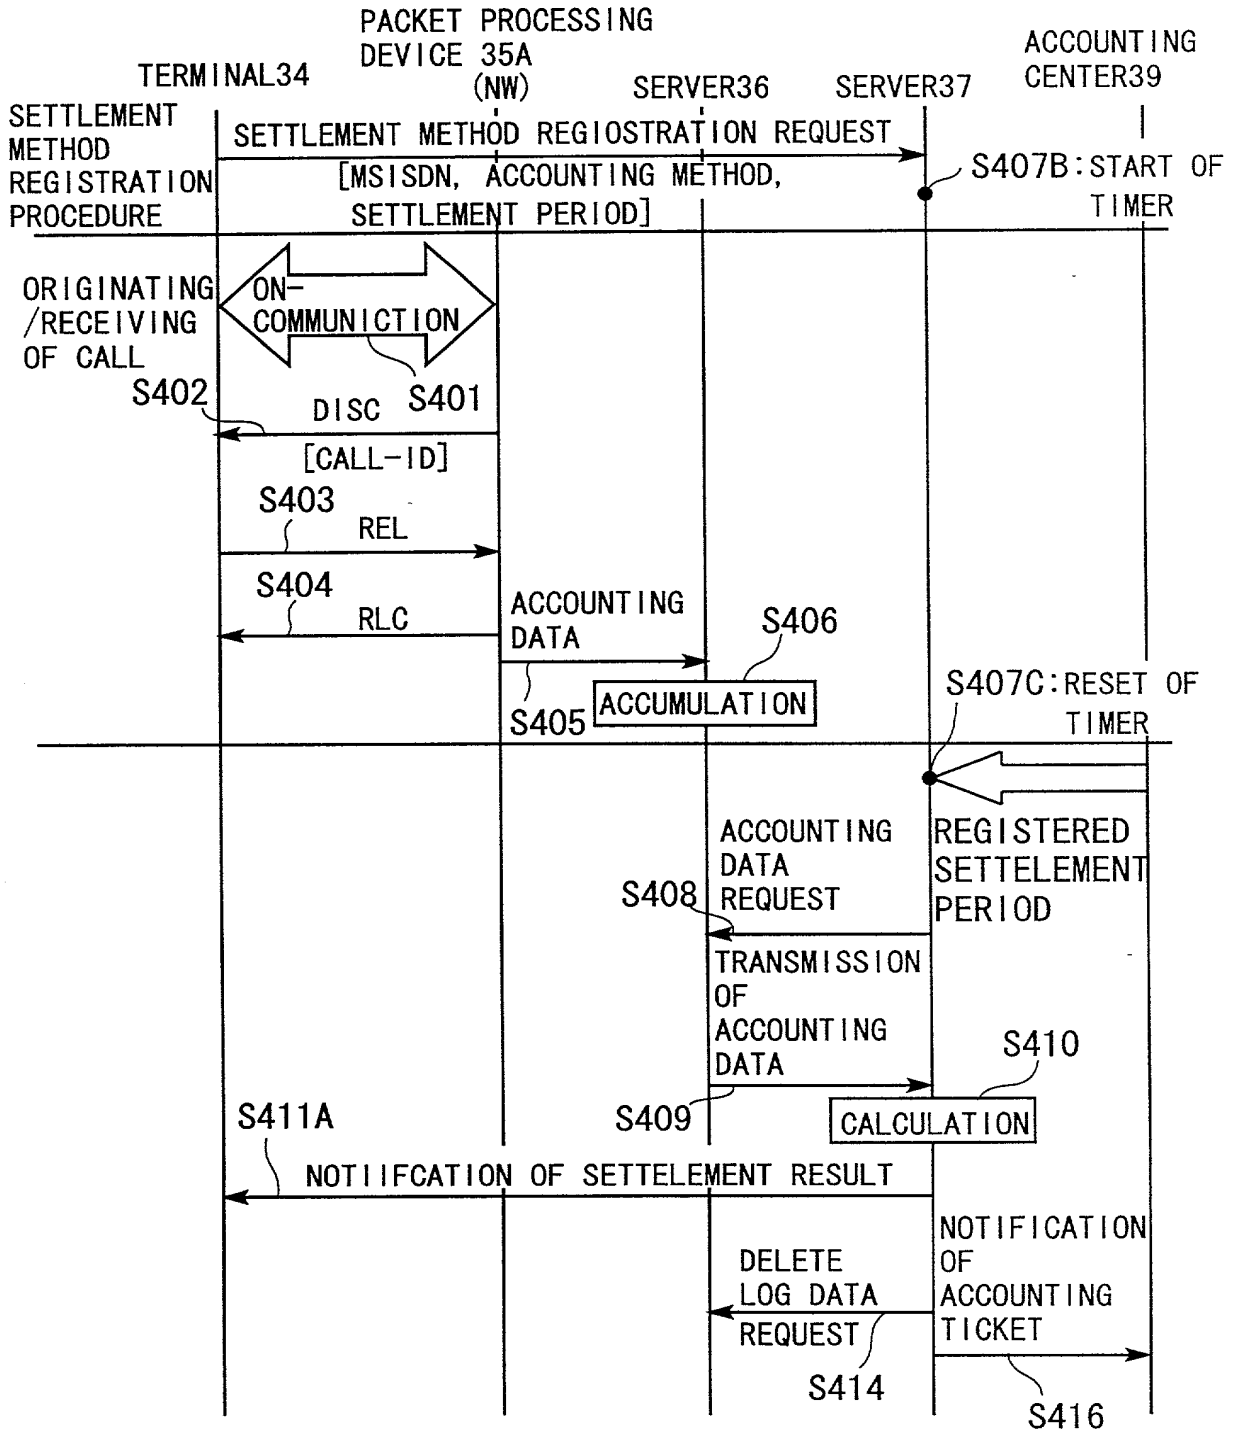 PACKET PROCESSING
DEVICE 35A
(NW)
TERMINAL34
SERVER36
SERVER37
ACCOUNTING
CENTER39
SETTLEMENT
METHOD
REGISTRATION
PROCEDURE
SETTLEMENT METHOD REGIOSTRATION REQUEST
[MSISDN, ACCOUNTING METHOD,
SETTLEMENT PERIOD]
S407B:START OF
TIMER
ORIGINATING
/RECEIVING
OF CALL
ON-
COMMUNICTION
S401
S402
DISC
[CALL-ID]
S403
REL
S404
RLC
ACCOUNTING
DATA
S405
S406
ACCUMULATION
S407C:RESET OF
TIMER
REGISTERED
SETTELEMENT
PERIOD
ACCOUNTING
DATA
REQUEST
S408
TRANSMISSION
OF
ACCOUNTING
DATA
S409
S410
CALCULATION
S411A
NOTIIFCATION OF SETTELEMENT RESULT
DELETE
LOG DATA
REQUEST
S414
NOTIFICATION
OF
ACCOUNTING
TICKET
S416